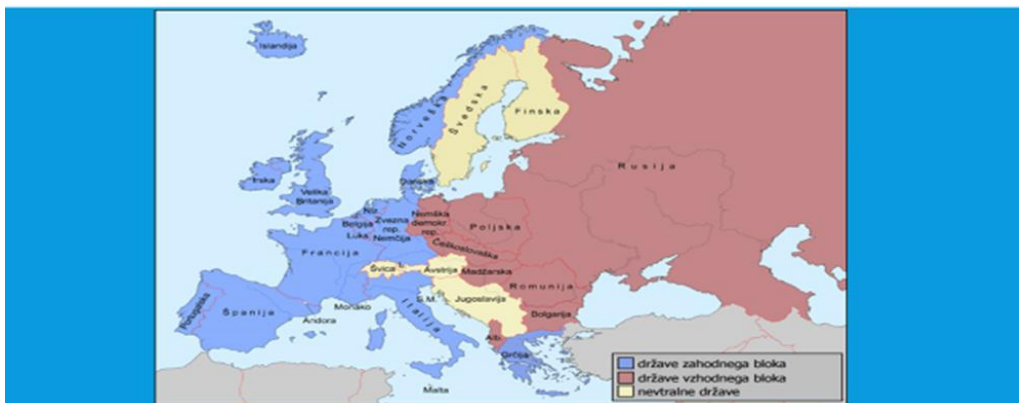 Islandija
Norveška
Švedska
Finska
Rusija
Irska
Velika
Britanija
Danska
Niz.
Belgija
Luks.
Zvezna
rep.
Nemčija
Nemška
demokr.
rep.
Poljska
Češkoslovaška
Francija
Švica
Avstrija
Madžarska
Romunija
Portugalska
Španija
Andora
Monako
Italija
S.M.
Jugoslavija
Bolgarija
Alb.
Grčija
Malta
države zahodnega bloka
države vzhodnega bloka
nevtralne države